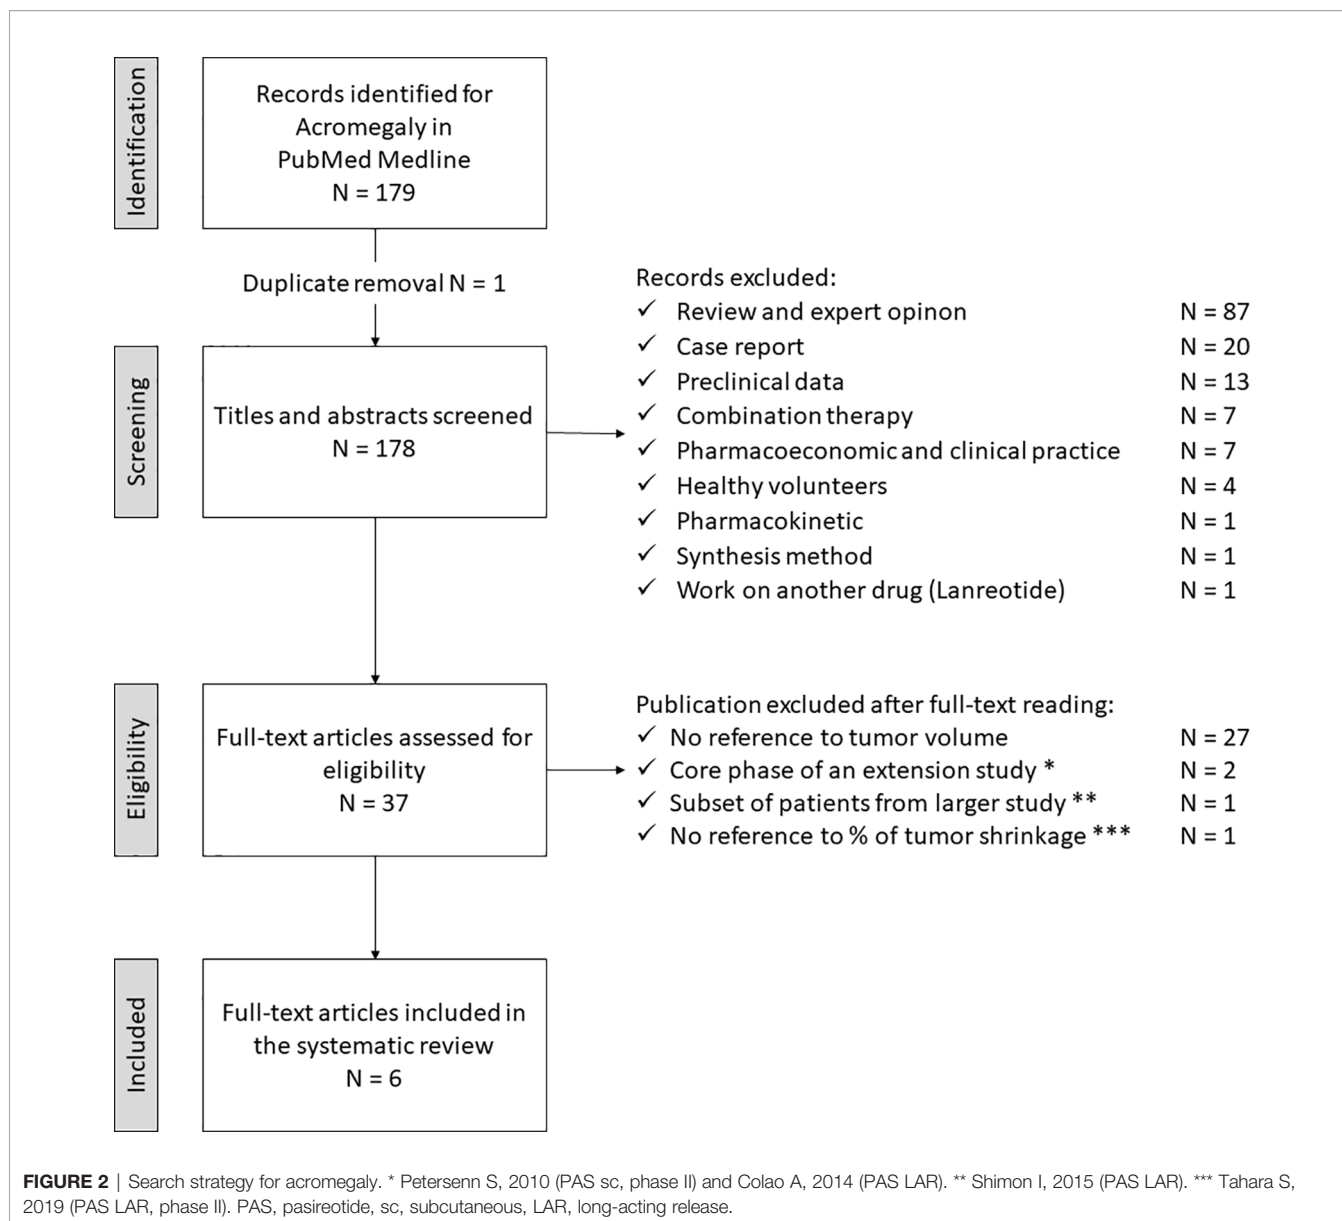 Identification
Records identified for
Acromegaly in
PubMed Medline
N = 179
Duplicate removal N = 1
Screening
Titles and abstracts screened
N = 178
Records excluded:
✓ Review and expert opinon N = 87
✓ Case report N = 20
✓ Preclinical data N = 13
✓ Combination therapy N = 7
✓ Pharmacoeconomic and clinical practice N = 7
✓ Healthy volunteers N = 4
✓ Pharmacokinetic N = 1
✓ Synthesis method N = 1
✓ Work on another drug (Lanreotide) N = 1
Eligibility
Full-text articles assessed for
eligibility
N = 37
Publication excluded after full-text reading:
✓ No reference to tumor volume N = 27
✓ Core phase of an extension study * N = 2
✓ Subset of patients from larger study ** N = 1
✓ No reference to % of tumor shrinkage *** N = 1
Included
Full-text articles included in
the systematic review
N = 6
FIGURE 2 | Search strategy for acromegaly. * Petersenn S, 2010 (PAS sc, phase II) and Colao A, 2014 (PAS LAR). ** Shimon I, 2015 (PAS LAR). *** Tahara S,
2019 (PAS LAR, phase II). PAS, pasireotide, sc, subcutaneous, LAR, long-acting release.